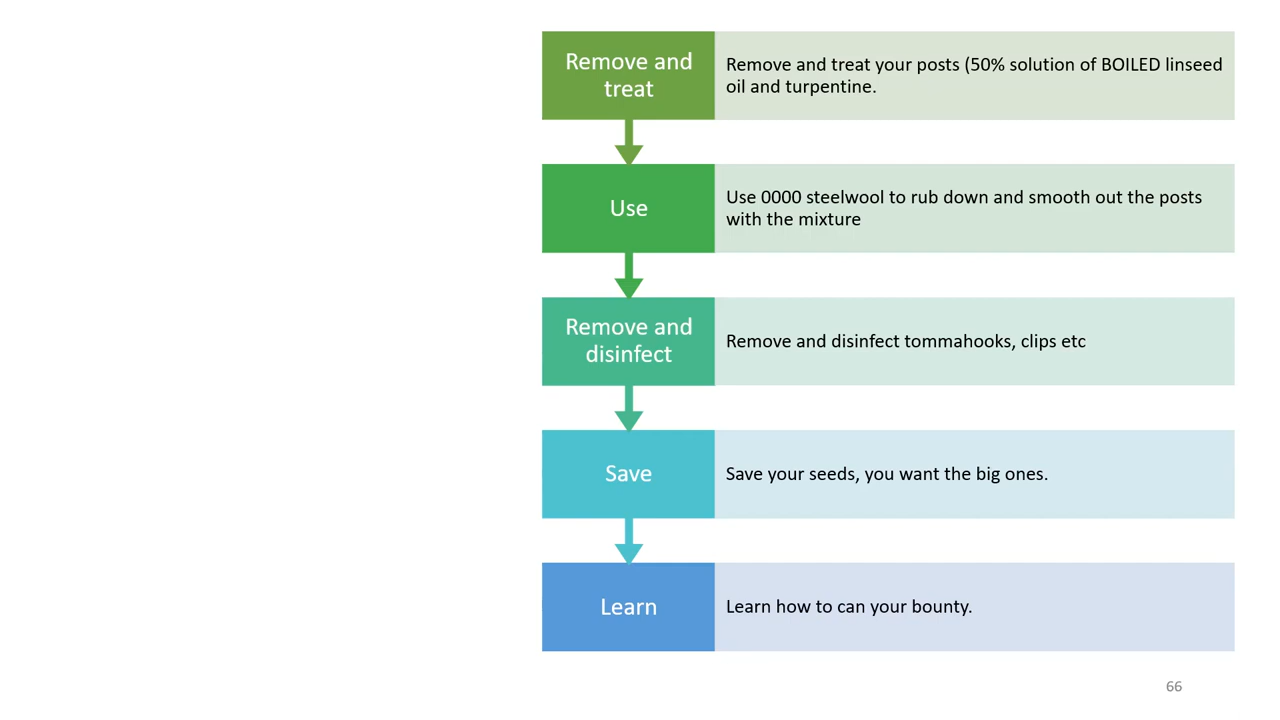 Remove and
treat
Remove and treat your posts (50% solution of BOILED linseed
oil and turpentine.
Use
Use 0000 steelwool to rub down and smooth out the posts
with the mixture
Remove and
disinfect
Remove and disinfect tommahooks, clips etc
Save
Save your seeds, you want the big ones.
Learn
Learn how to can your bounty.
66